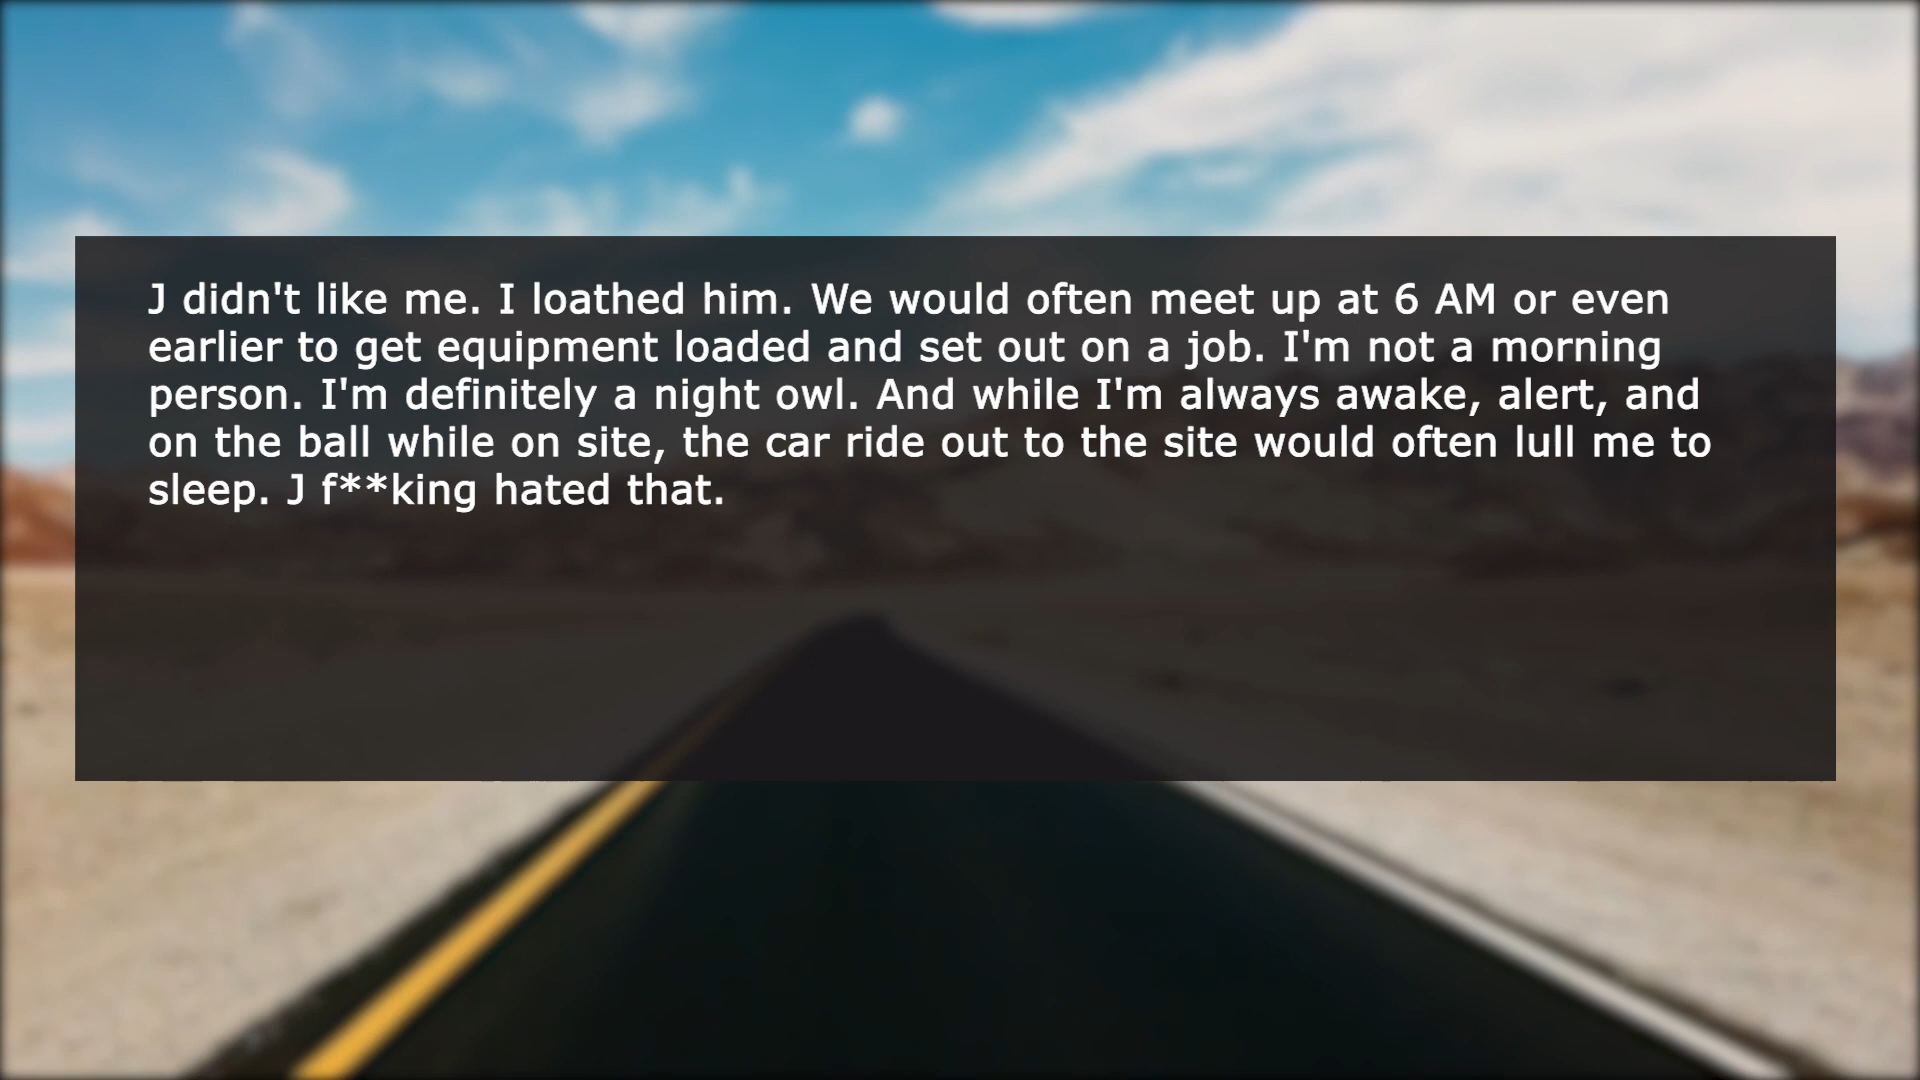 J didn't like me. I loathed him. We would often meet up at 6 AM or even
earlier to get equipment loaded and set out on a job. I'm not a morning
person. I'm definitely a night owl. And while I'm always awake, alert, and
on the ball while on site, the car ride out to the site would often lull me to
sleep. J f**king hated that.